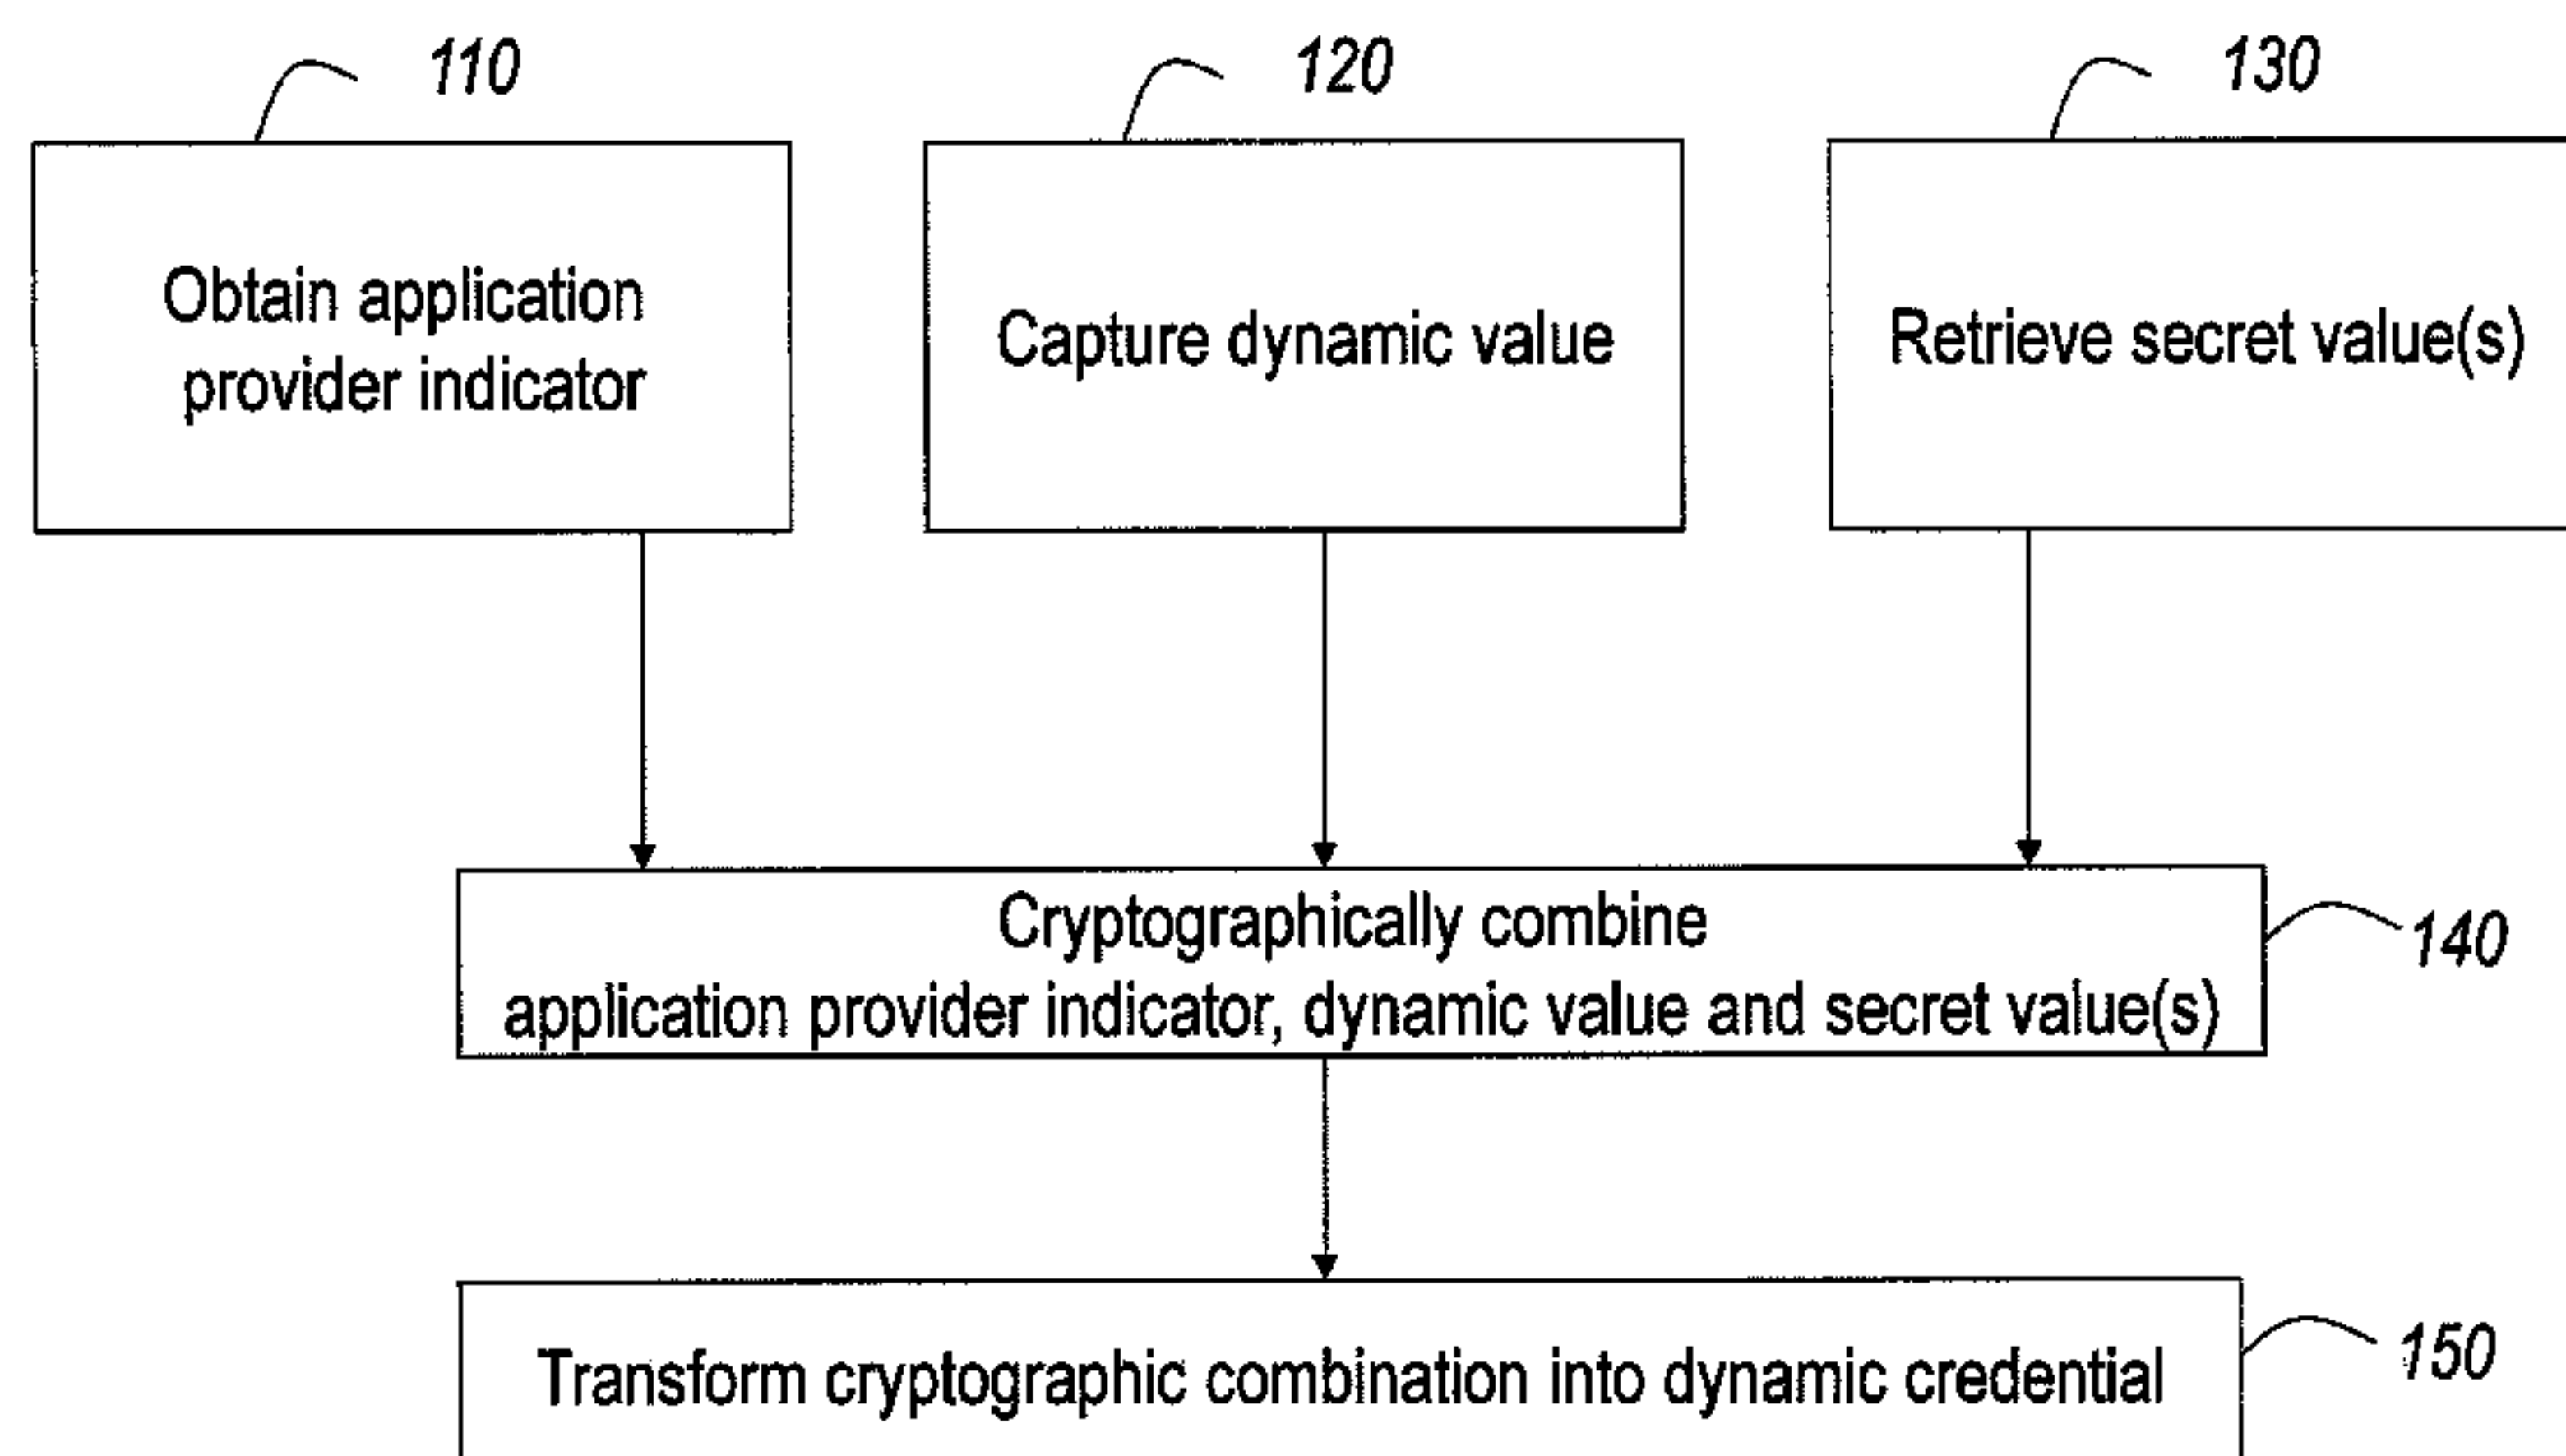 110
120
130
Obtain application
provider indicator
Capture dynamic value
Retrieve secret value(s)
Cryptographically combine
application provider indicator, dynamic value and secret value(s)
140
Transform cryptographic combination into dynamic credential
150